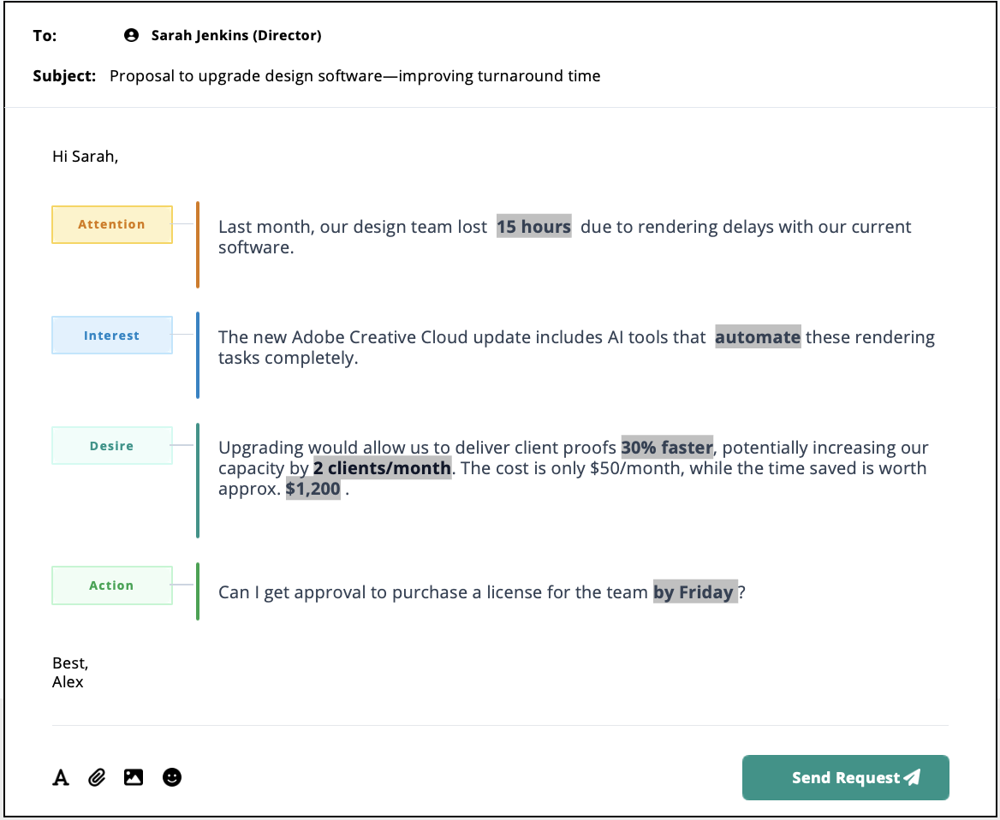 To: Sarah Jenkins (Director)
Subject: Proposal to upgrade design software—improving turnaround time
Hi Sarah,
Attention
Last month, our design team lost 15 hours due to rendering delays with our current
software.
Interest
The new Adobe Creative Cloud update includes AI tools that automate these rendering
tasks completely.
Desire
Upgrading would allow us to deliver client proofs 30% faster, potentially increasing our
capacity by 2 clients/month. The cost is only $50/month, while the time saved is worth
approx. $1,200 .
Action
Can I get approval to purchase a license for the team by Friday ?
Best,
Alex
A
Send Request